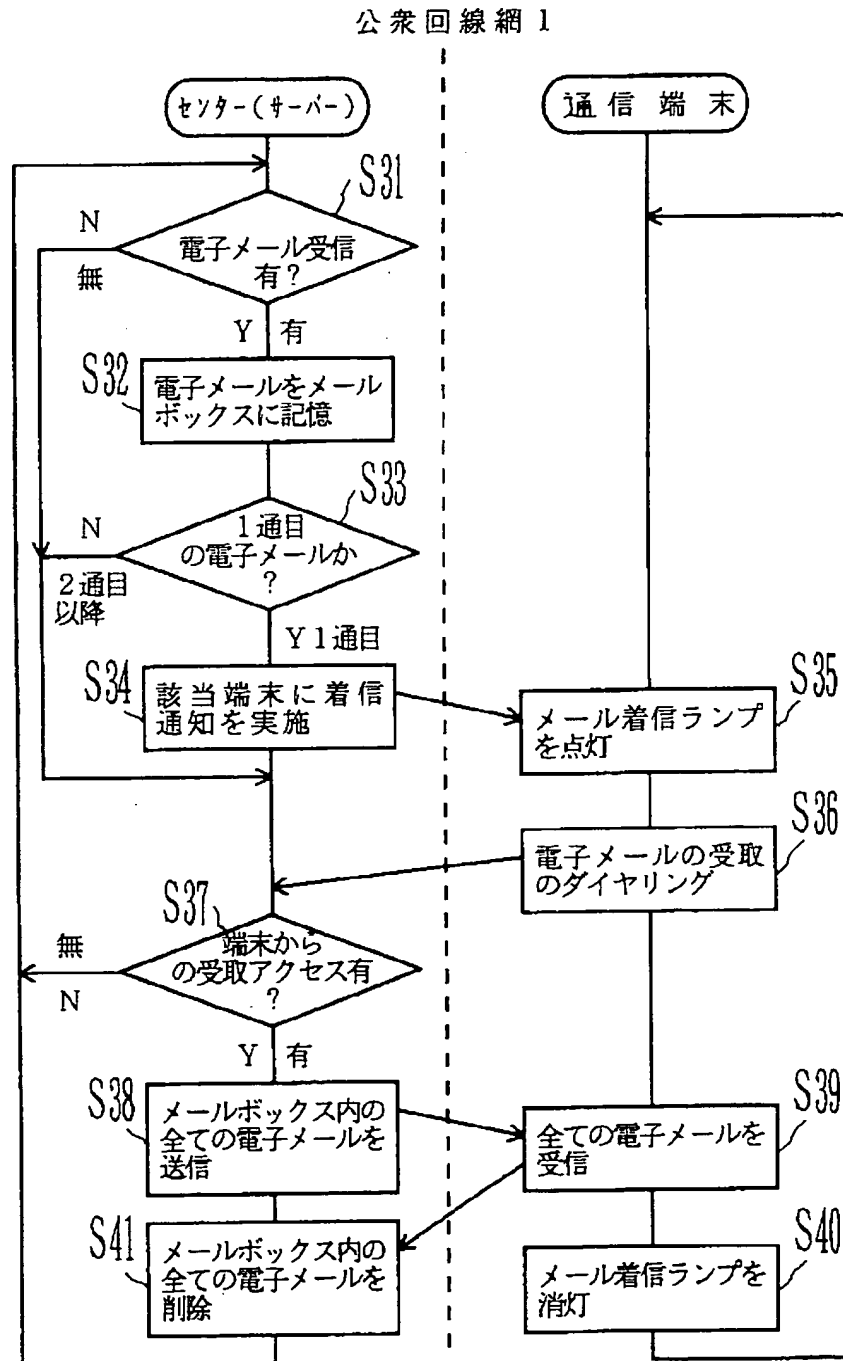 公衆回線網1
センター(サーバー)
通信端末
S31
N
電子メール受信
有?
無
Y 有
S32
電子メールをメール
ボックスに記憶
S33
N
1通目
の電子メールか
?
2通目
以降
Y1通目
S34
該当端末に着信
通知を実施
S35
メール着信ランプ
を点灯
S36
電子メールの受取
のダイヤリング
S37
無
端末から
の受取アクセス有
?
N
Y 有
S38
メールボックス内の
全ての電子メールを
送信
S39
全ての電子メールを
受信
S41
メールボックス内の
全ての電子メールを
削除
S40
メール着信ランプを
消灯